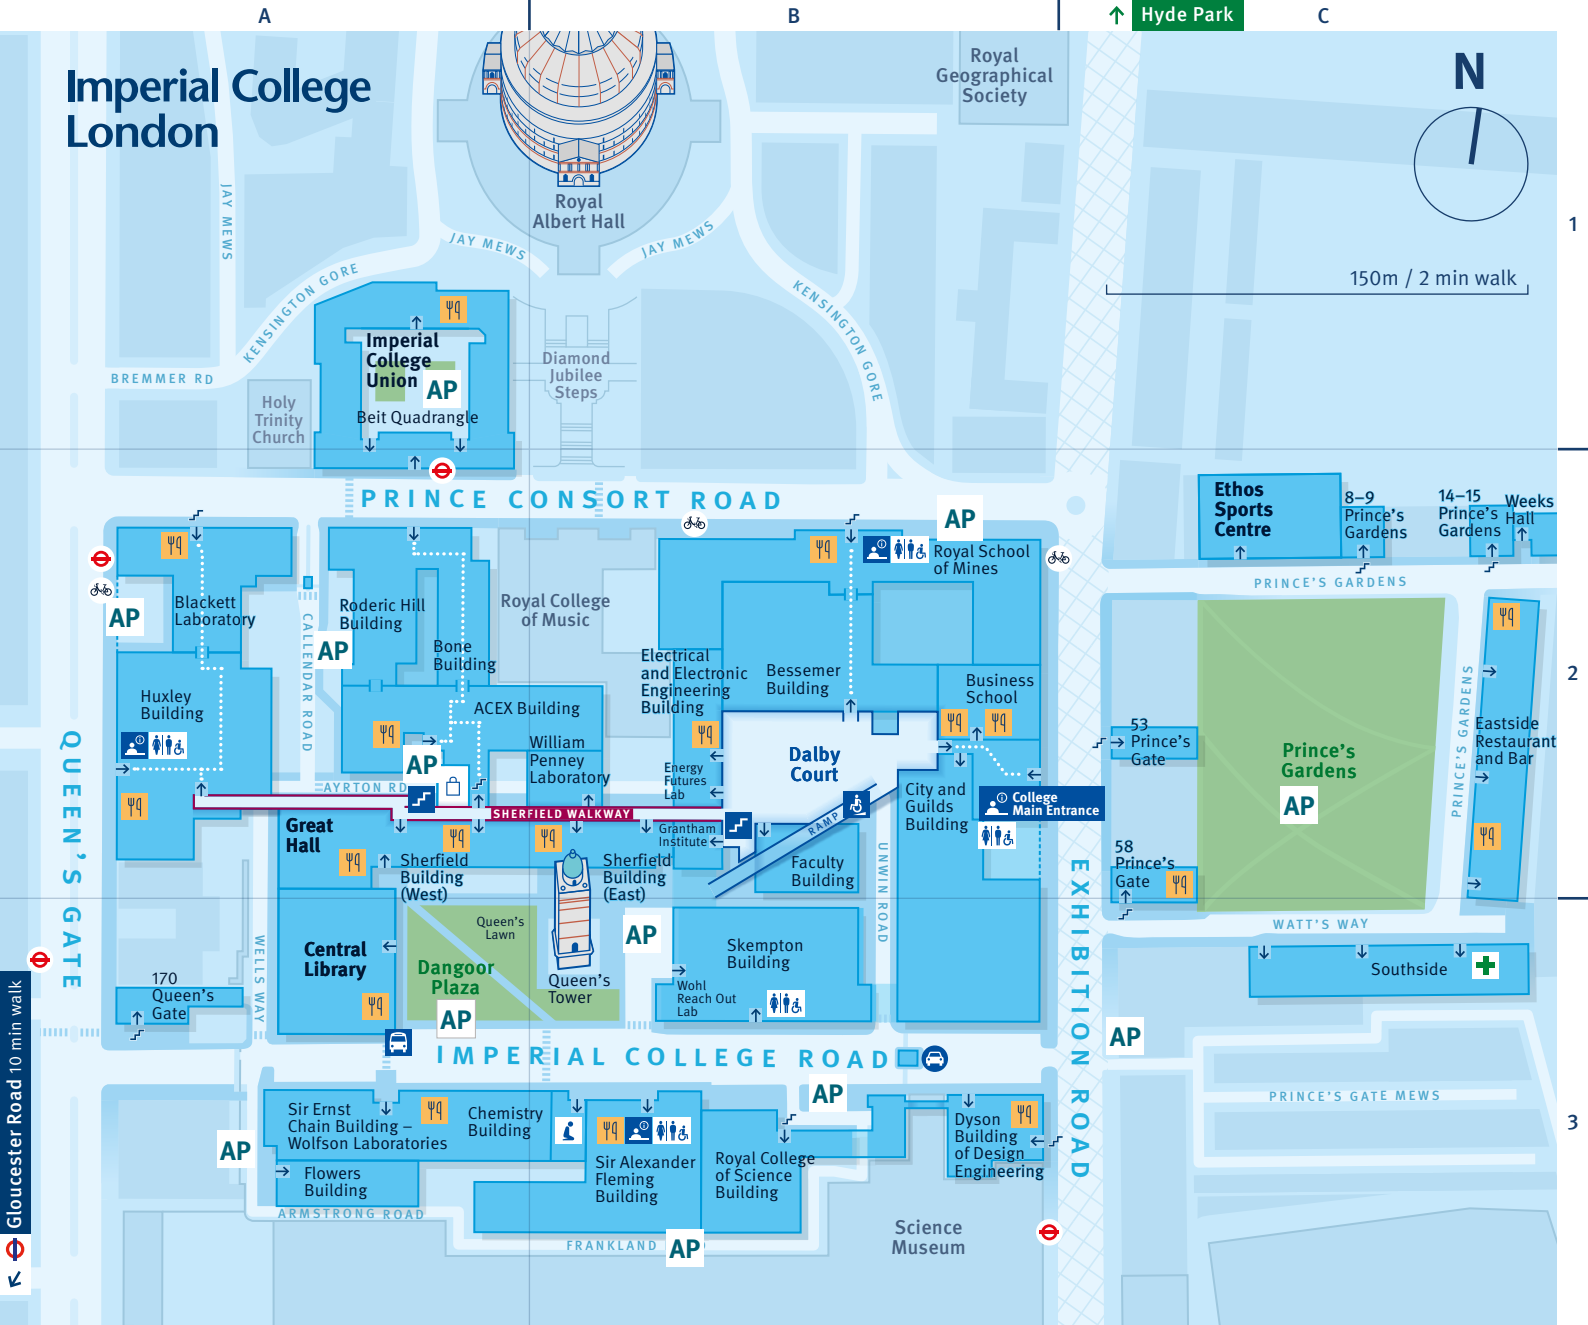 A
B
C
Hyde Park
Imperial College
London
N
150m / 2 min walk
1
2
3
Royal
Geographical
Society
Royal
Albert Hall
JAY MEWS
JAY MEWS
JAY MEWS
KENSINGTON GORE
KENSINGTON GORE
BREMMER RD
Holy
Trinity
Church
Imperial
College
Union
AP
Beit Quadrangle
Diamond
Jubilee
Steps
PRINCE CONSORT ROAD
AP
Ethos
Sports
Centre
8–9
Prince's
Gardens
14–15
Prince's
Gardens
Weeks
Hall
PRINCE'S GARDENS
Royal School
of Mines
Blackett
Laboratory
AP
Roderic Hill
Building
AP
Bone
Building
Royal College
of Music
CALLENDAR ROAD
Electrical
and Electronic
Engineering
Building
Bessemer
Building
Business
School
Huxley
Building
ACEX Building
William
Penney
Laboratory
AP
AYRTON RD
Energy
Futures
Lab
Dalby
Court
City and
Guilds
Building
College
Main Entrance
53
Prince's
Gate
Prince's
Gardens
AP
PRINCE'S GARDENS
Eastside
Restaurant
and Bar
QUEEN'S GATE
SHERFIELD WALKWAY
Great
Hall
Sherfield
Building
(West)
Sherfield
Building
(East)
Grantham
Institute
RAMP
Faculty
Building
UNWIN ROAD
EXHIBITION ROAD
58
Prince's
Gate
WATT'S WAY
Southside
Central
Library
WELLS WAY
Queen's
Lawn
Dangoor
Plaza
AP
Queen's
Tower
AP
Skempton
Building
Wohl
Reach Out
Lab
170
Queen's
Gate
Gloucester Road 10 min walk
IMPERIAL COLLEGE ROAD
AP
PRINCE'S GATE MEWS
AP
AP
Sir Ernst
Chain Building –
Wolfson Laboratories
Chemistry
Building
Flowers
Building
Sir Alexander
Fleming
Building
Royal College
of Science
Building
Dyson
Building
of Design
Engineering
ARMSTRONG ROAD
FRANKLAND
AP
Science
Museum